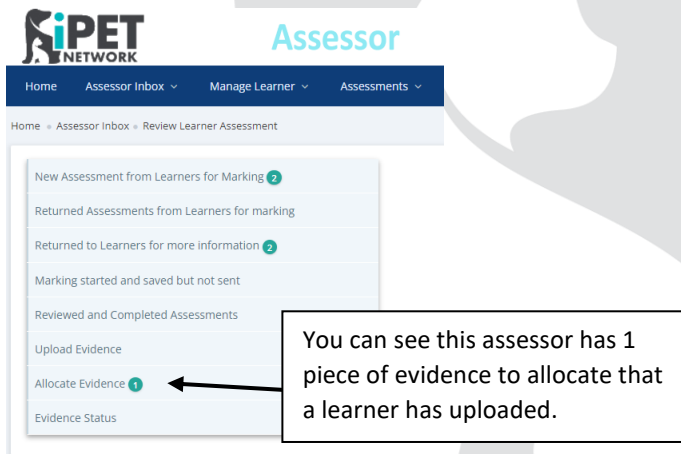 iPET
NETWORK
Assessor
Home Assessor Inbox Manage Learner Assessments
Home Assessor Inbox Review Learner Assessment
New Assessment from Learners for Marking 2
Returned Assessments from Learners for marking
Returned to Learners for more information 2
Marking started and saved but not sent
Reviewed and Completed Assessments
Upload Evidence
Allocate Evidence 1
Evidence Status
You can see this assessor has 1
piece of evidence to allocate that
a learner has uploaded.